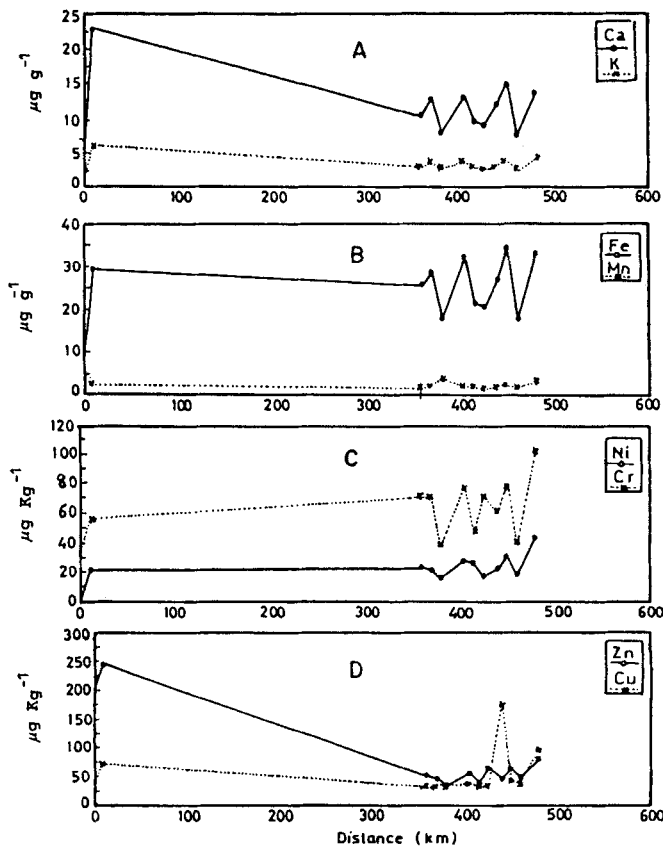 25
20
15
10
5
0
µg g⁻¹
A
Ca
K
0 100 200 300 400 500 600
40
30
20
10
0
µg g⁻¹
B
Fe
Mn
0 100 200 300 400 500 600
120
100
80
60
40
20
0
µg Kg⁻¹
C
Ni
Cr
0 100 200 300 400 500 600
300
250
200
150
100
50
0
µg Kg⁻¹
D
Zn
Cu
0 100 200 300 400 500 600
Distance (km)